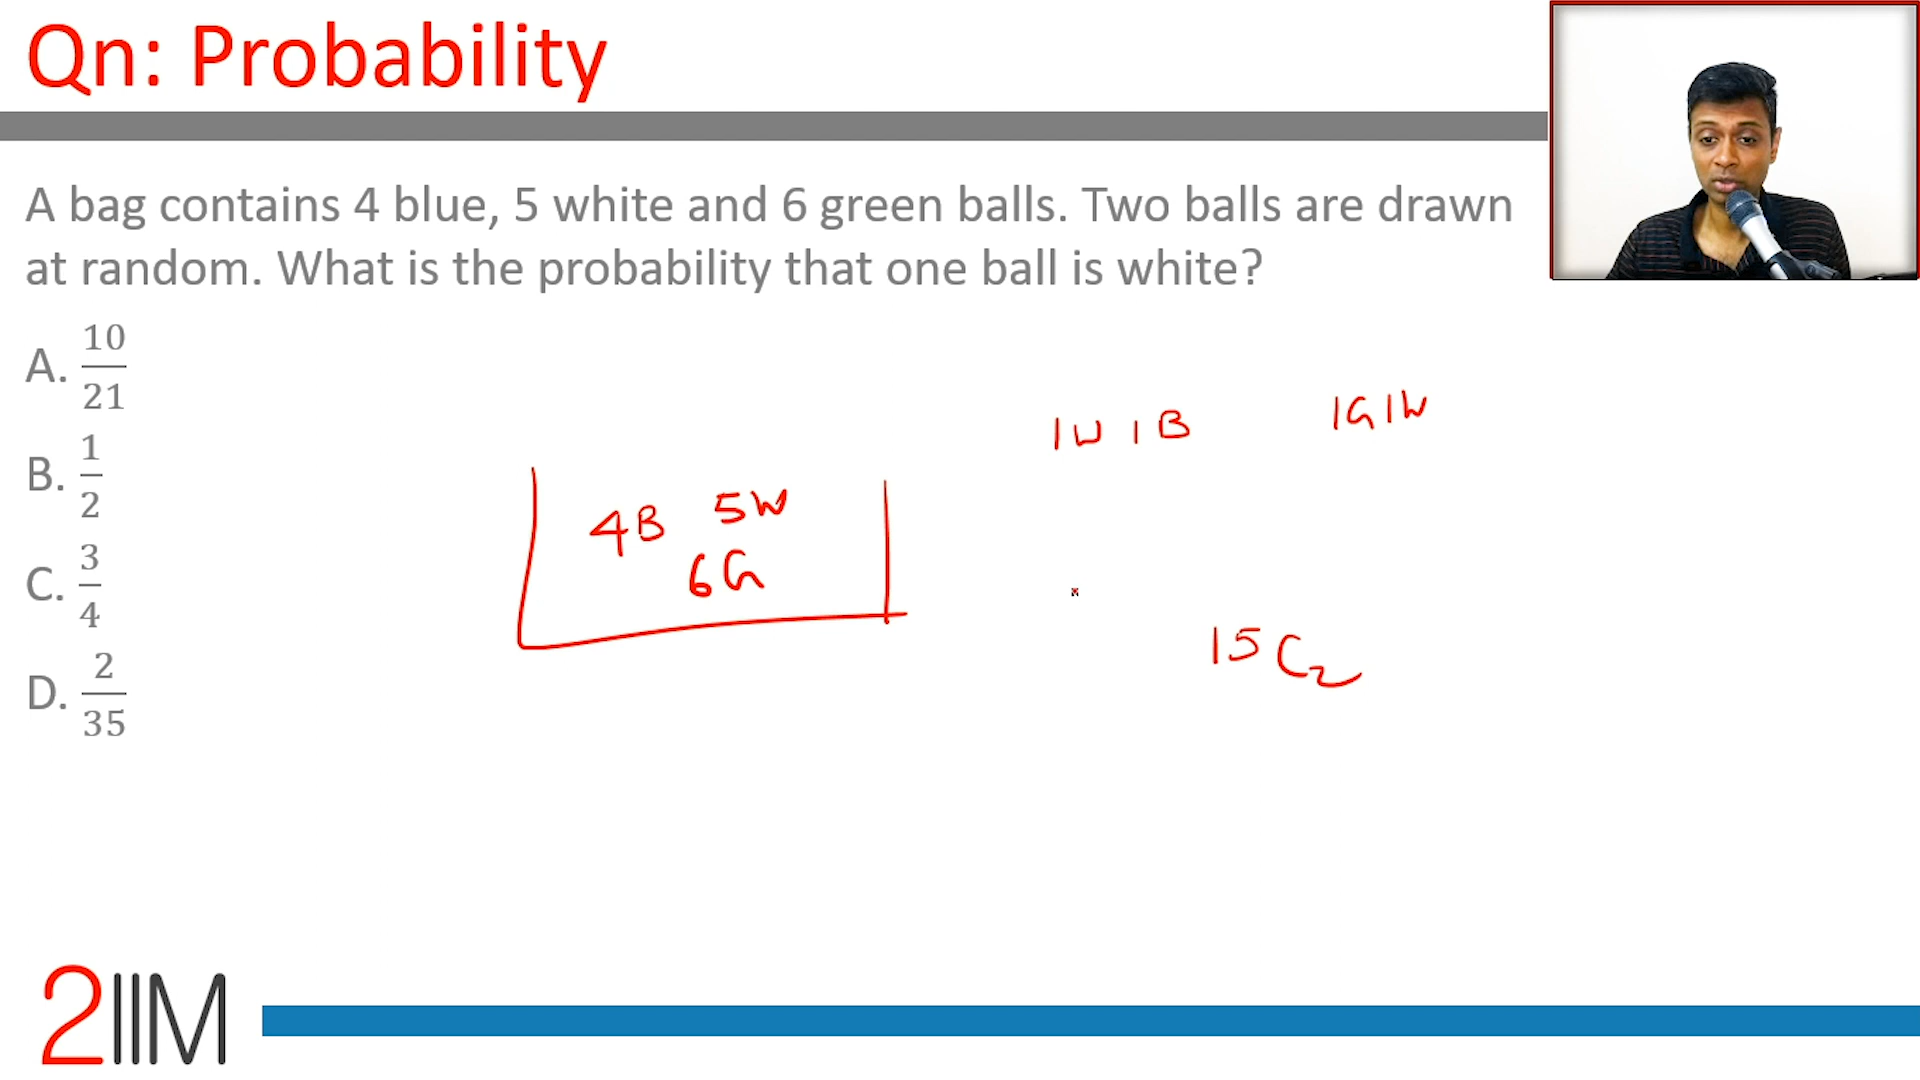 Qn: Probability
A bag contains 4 blue, 5 white and 6 green balls. Two balls are drawn
at random. What is the probability that one ball is white?
A. 10/21
B. 1/2
C. 3/4
D. 2/35
1W 1B 1G1W
4B 5W
6G
15C2
2IIM